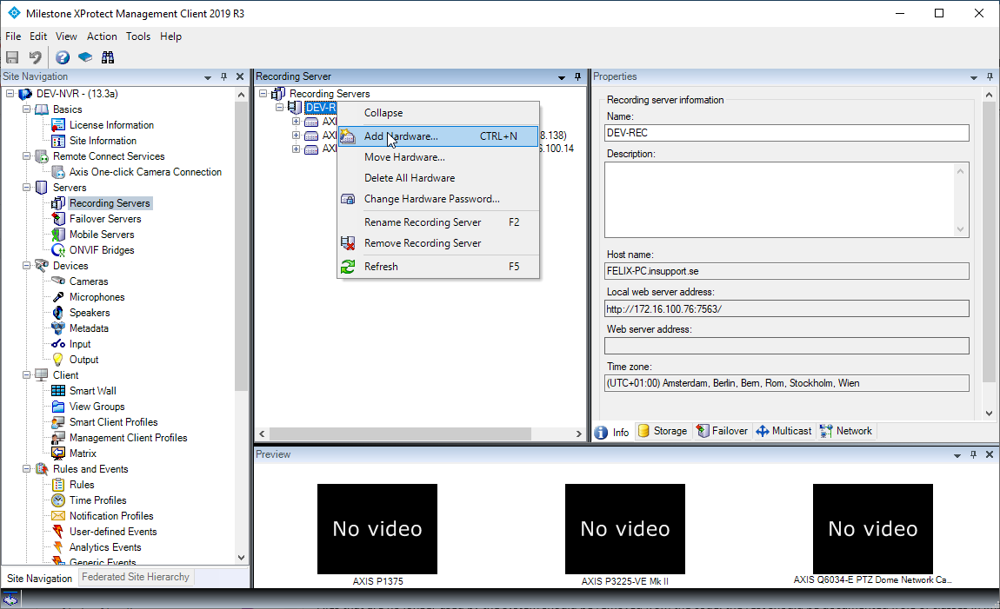 Milestone XProtect Management Client 2019 R3
File Edit View Action Tools Help
Site Navigation
DEV-NVR - (13.3a)
Basics
License Information
Site Information
Remote Connect Services
Axis One-click Camera Connection
Servers
Recording Servers
Failover Servers
Mobile Servers
ONVIF Bridges
Devices
Cameras
Microphones
Speakers
Metadata
Input
Output
Client
Smart Wall
View Groups
Smart Client Profiles
Management Client Profiles
Matrix
Rules and Events
Rules
Time Profiles
Notification Profiles
User-defined Events
Analytics Events
Generic Events
Site Navigation Federated Site Hierarchy
Recording Server
Recording Servers
DEV-R
AXI
AXI 8.138)
AXI 5.100.14
Collapse
Add Hardware... CTRL+N
Move Hardware...
Delete All Hardware
Change Hardware Password...
Rename Recording Server F2
Remove Recording Server
Refresh F5
Properties
Recording server information
Name:
DEV-REC
Description:
Host name:
FELIX-PC.insupport.se
Local web server address:
http://172.16.100.76:7563/
Web server address:
Time zone:
(UTC+01:00) Amsterdam, Berlin, Bern, Rom, Stockholm, Wien
Info Storage Failover Multicast Network
Preview
No video
AXIS P1375
No video
AXIS P3225-VE Mk II
No video
AXIS Q6034-E PTZ Dome Network Ca...